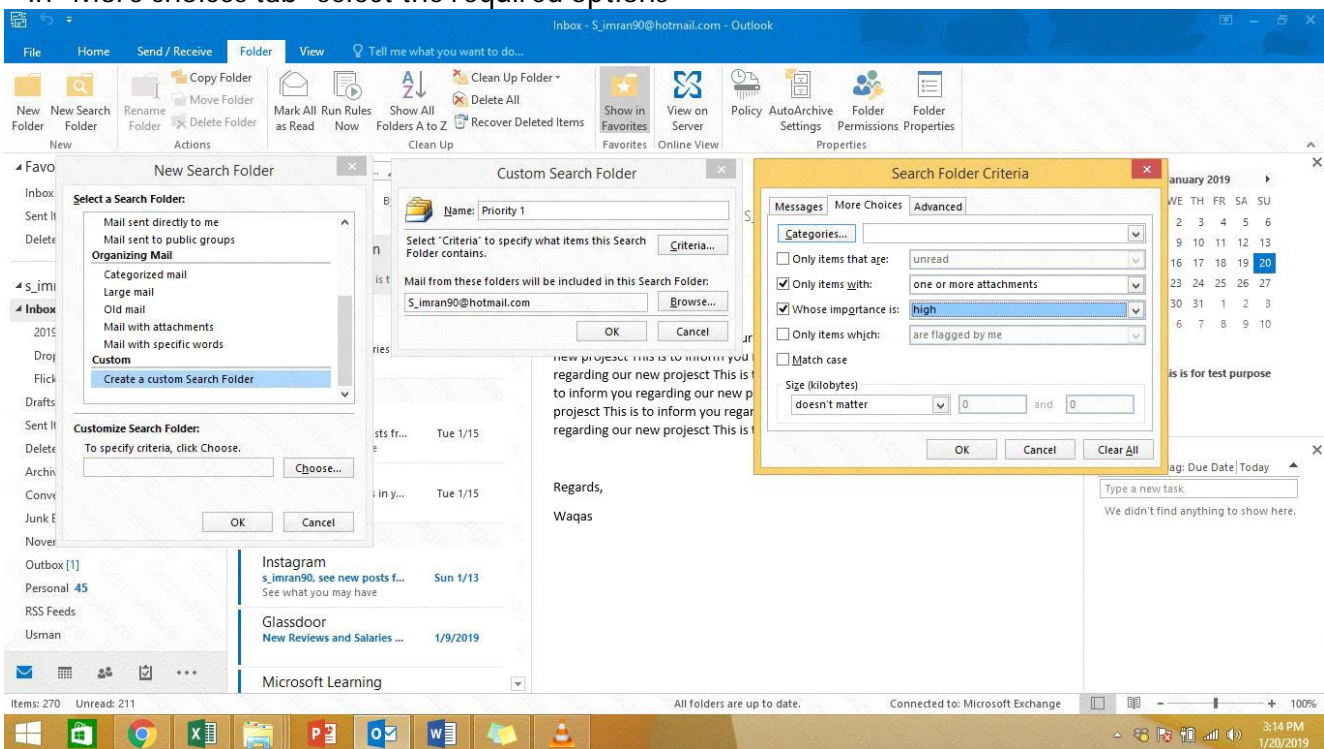 In "More choices tab" select the required options
Inbox - S_imran90@hotmail.com - Outlook
File Home Send / Receive Folder View Tell me what you want to do...
New Folder
New Search Folder
Rename Folder
Copy Folder
Move Folder
Delete Folder
Mark All as Read
Run Rules Now
Show All Folders A to Z
Clean Up Folder
Delete All
Recover Deleted Items
Show in Favorites
View on Server
Policy
AutoArchive Settings
Folder Permissions
Folder Properties
New Actions Clean Up Favorites Online View Properties
Favo
Inbox
Sent It
Delete
s_imr
Inbox
2019
Drop
Flick
Drafts
Sent It
Delete
Archiv
Conve
Junk E
Noven
Outbox [1]
Personal 45
RSS Feeds
Usman
New Search Folder
Select a Search Folder:
Mail sent directly to me
Mail sent to public groups
Organizing Mail
Categorized mail
Large mail
Old mail
Mail with attachments
Mail with specific words
Custom
Create a custom Search Folder
Customize Search Folder:
To specify criteria, click Choose.
Choose...
OK Cancel
Custom Search Folder
Name: Priority 1
Select "Criteria" to specify what items this Search
Folder contains.
Criteria...
Mail from these folders will be included in this Search Folder:
S_imran90@hotmail.com Browse...
OK Cancel
Search Folder Criteria
Messages More Choices Advanced
Categories...
Only items that are: unread
Only items with: one or more attachments
Whose importance is: high
Only items which: are flagged by me
Match case
Size (kilobytes)
doesn't matter 0 and 0
OK Cancel Clear All
new projesct This is to inform you
regarding our new projesct This is t
to inform you regarding our new p
projesct This is to inform you regar
regarding our new projesct This is t
Regards,
Waqas
sts fr... Tue 1/15
s in y... Tue 1/15
Instagram
s_imran90, see new posts f... Sun 1/13
See what you may have
Glassdoor
New Reviews and Salaries ... 1/9/2019
Microsoft Learning
anuary 2019
WE TH FR SA SU
2 3 4 5 6
9 10 11 12 13
16 17 18 19 20
23 24 25 26 27
30 31 1 2 3
6 7 8 9 10
is is for test purpose
ag: Due Date Today
Type a new task
We didn't find anything to show here.
Items: 270 Unread: 211
All folders are up to date.
Connected to: Microsoft Exchange
100%
3:14 PM
1/20/2019